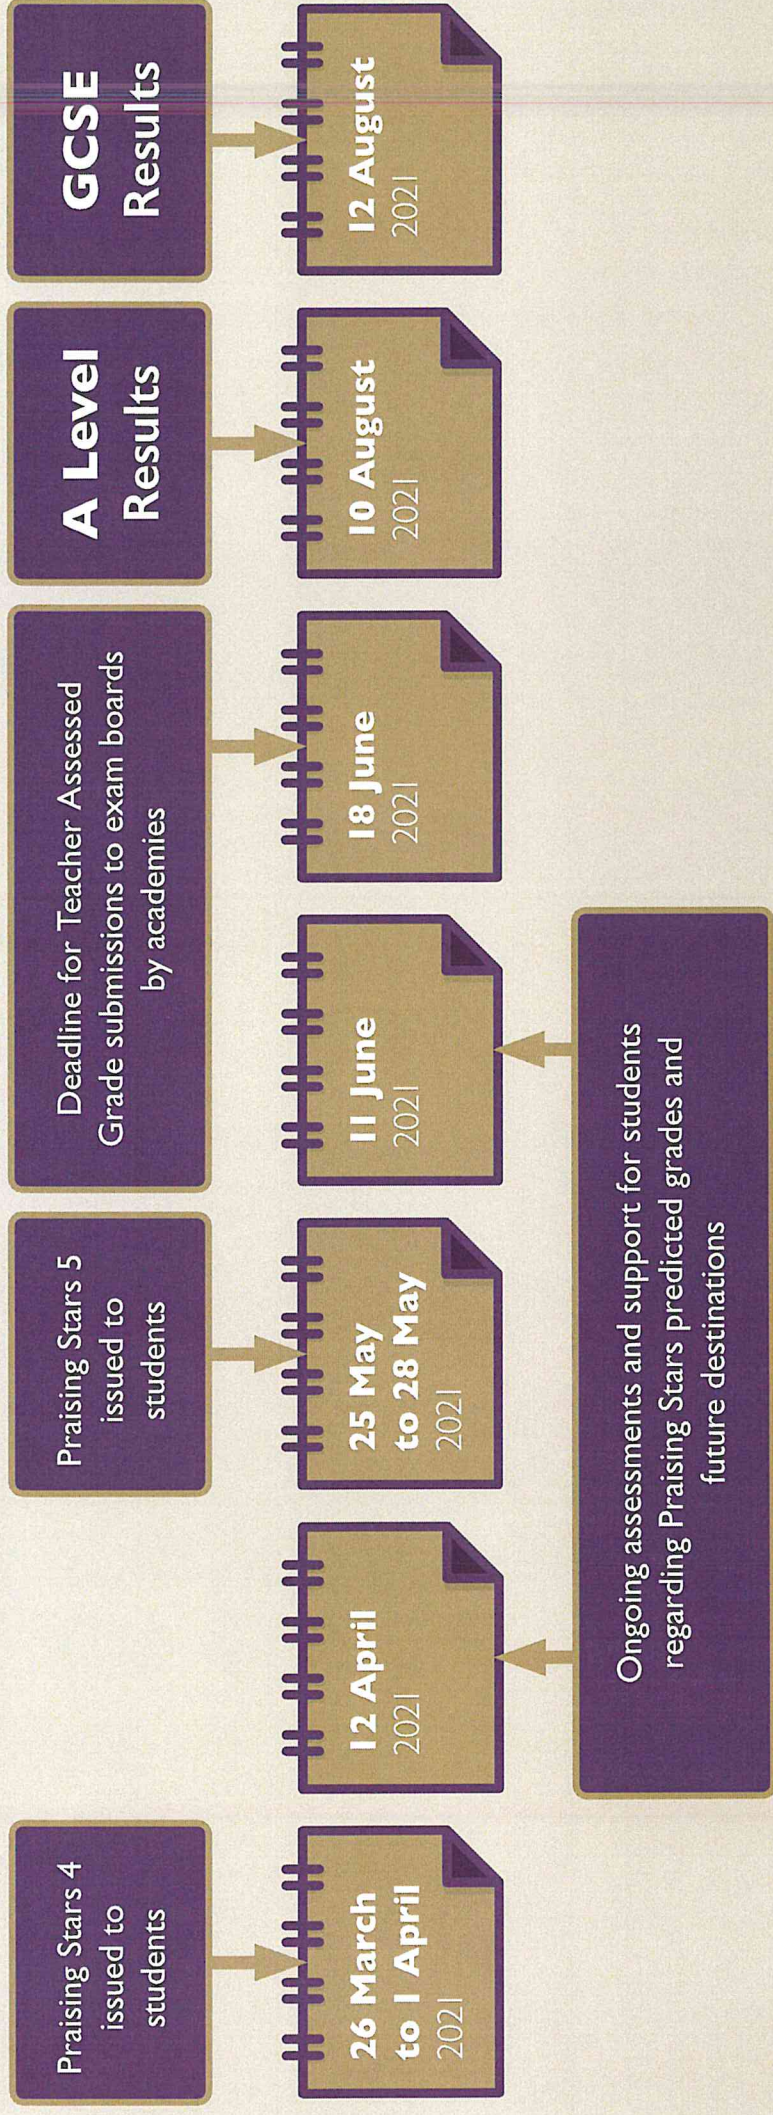 Praising Stars 4
issued to
students
Praising Stars 5
issued to
students
Deadline for Teacher Assessed
Grade submissions to exam boards
by academies
A Level
Results
GCSE
Results
26 March
to 1 April
2021
12 April
2021
25 May
to 28 May
2021
11 June
2021
18 June
2021
10 August
2021
12 August
2021
Ongoing assessments and support for students
regarding Praising Stars predicted grades and
future destinations